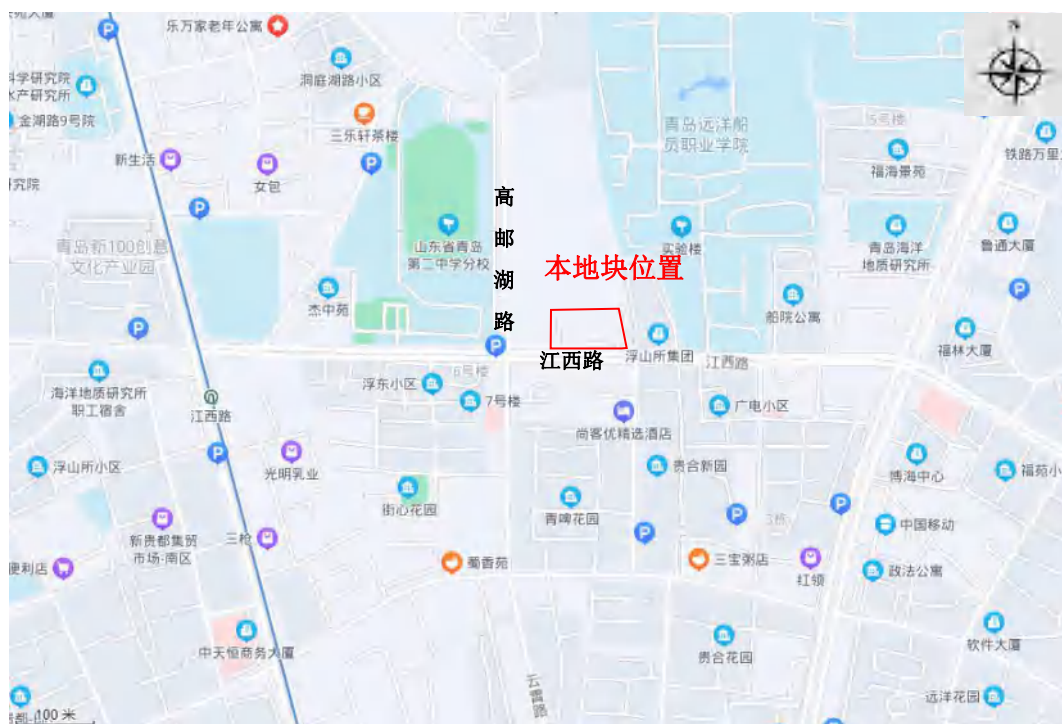 乐万家老年公寓
洞庭湖路小区
科学研究院
水产研究所
金湖路9号院
三乐轩茶楼
新生活
女包
青岛远洋船
员职业学院
5号楼
福海景苑
铁路万里
研究院
高
邮
湖
路
山东省青岛
第二中学分校
实验楼
青岛海洋
地质研究所
鲁通大厦
青岛新100创意
文化产业园
本地块位置
杰中苑
船院公寓
江西路
浮山所集团
江西路
福林大厦
海洋地质研究所
职工宿舍
浮东小区
6号楼
7号楼
江西路
广电小区
尚客优精选酒店
浮山所小区
光明乳业
贵合新园
博海中心
福苑小
街心花园
青啤花园
中国移动
新贵都集贸
市场·南区
三枪
便利店
蜀香苑
三宝粥店
红领
政法公寓
中天恒商务大厦
贵合花园
软件大厦
云霄路
远洋花园
100 米